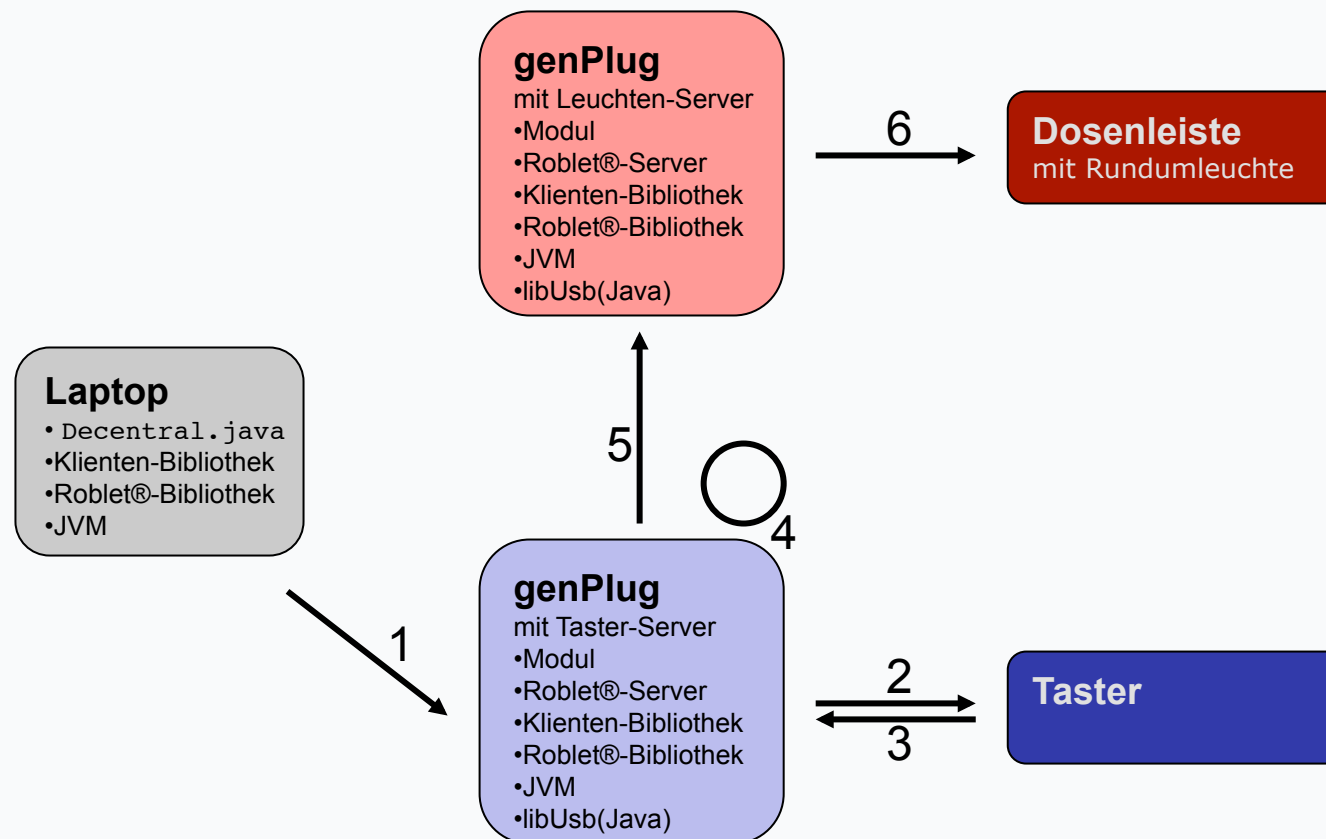 genPlug
mit Leuchten-Server
•Modul
•Roblet®-Server
•Klienten-Bibliothek
•Roblet®-Bibliothek
•JVM
•libUsb(Java)
6
Dosenleiste
mit Rundumleuchte
Laptop
• Decentral.java
•Klienten-Bibliothek
•Roblet®-Bibliothek
•JVM
5
4
1
genPlug
mit Taster-Server
•Modul
•Roblet®-Server
•Klienten-Bibliothek
•Roblet®-Bibliothek
•JVM
•libUsb(Java)
2
3
Taster